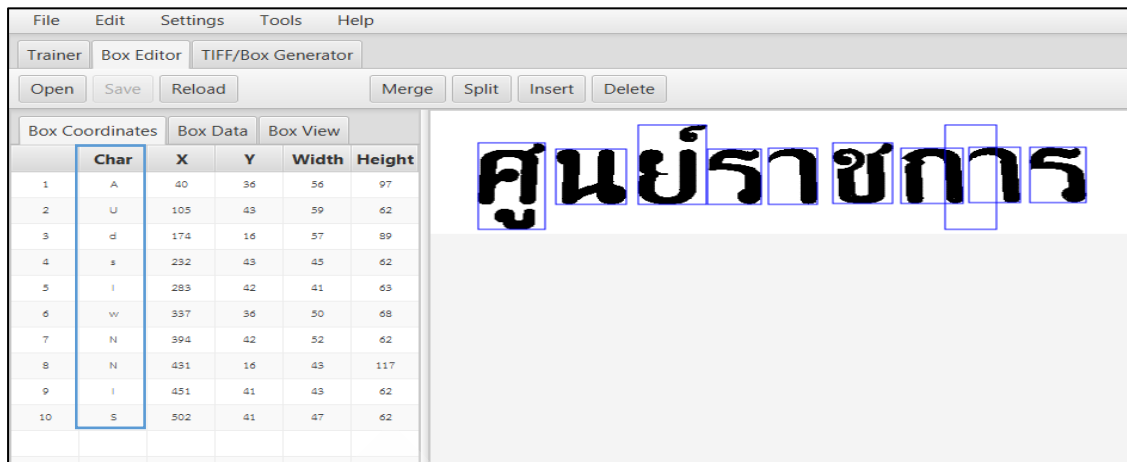 File Edit Settings Tools Help
Trainer Box Editor TIFF/Box Generator
Open Save Reload Merge Split Insert Delete
Box Coordinates Box Data Box View
Char X Y Width Height
1 A 40 36 56 97
2 U 105 43 59 62
3 d 174 16 57 89
4 s 232 43 45 62
5 l 283 42 41 63
6 w 337 36 50 68
7 N 394 42 52 62
8 N 431 16 43 117
9 l 451 41 43 62
10 S 502 41 47 62
ศูนย์ราชการ